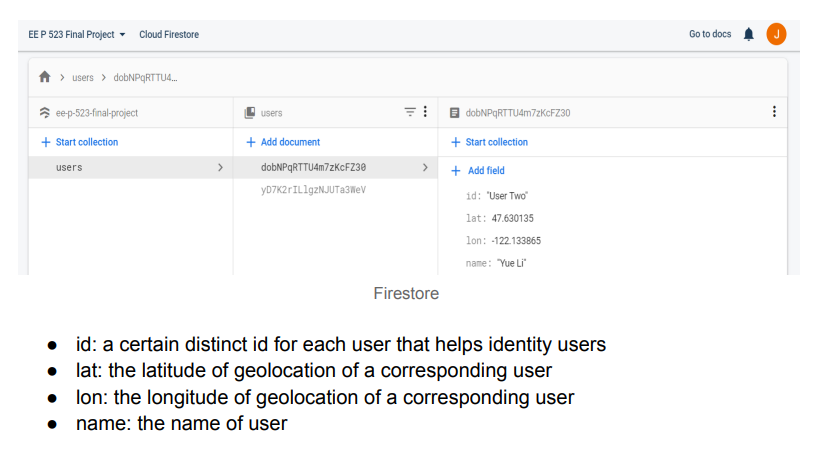 EE P 523 Final Project Cloud Firestore Go to docs J
users > dobNPqRTTU4...
ee-p-523-final-project users dobNPqRTTU4m7zKcFZ30
+ Start collection + Add document + Start collection
users > dobNPqRTTU4m7zKcFZ30 > + Add field
yD7K2rILlgzNJUTa3WeV id: "User Two"
lat: 47.630135
lon: -122.133865
name: "Yue Li"
Firestore
● id: a certain distinct id for each user that helps identity users
● lat: the latitude of geolocation of a corresponding user
● lon: the longitude of geolocation of a corresponding user
● name: the name of user